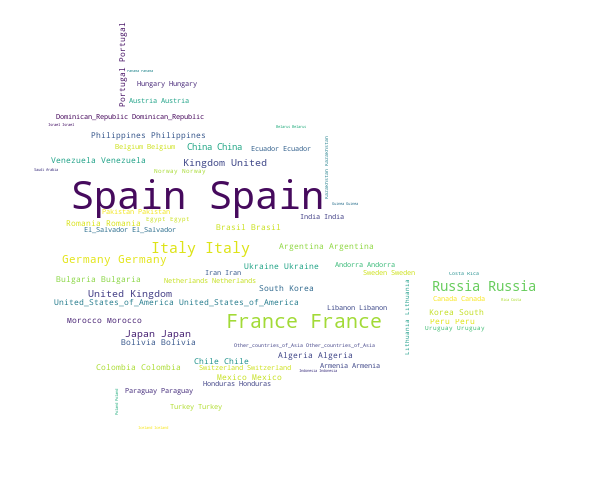 Portugal Portugal
Panama Panama
Hungary Hungary
Austria Austria
Dominican_Republic Dominican_Republic
Israel Israel
Belarus Belarus
Philippines Philippines
Belgium Belgium
China China
Ecuador Ecuador
Kazakhstan Kazakhstan
Venezuela Venezuela
Kingdom United
Saudi Arabia
Norway Norway
Spain Spain
Guinea Guinea
Pakistan Pakistan
India India
Egypt Egypt
Romania Romania
Brasil Brasil
El_Salvador El_Salvador
Italy Italy
Argentina Argentina
Germany Germany
Ukraine Ukraine
Andorra Andorra
Iran Iran
Sweden Sweden
Costa Rica
Bulgaria Bulgaria
Netherlands Netherlands
Lithuania Lithuania
South Korea
Russia Russia
United Kingdom
Canada Canada
United_States_of_America United_States_of_America
Libanon Libanon
Korea South
Morocco Morocco
France France
Peru Peru
Uruguay Uruguay
Japan Japan
Bolivia Bolivia
Other_countries_of_Asia Other_countries_of_Asia
Algeria Algeria
Chile Chile
Colombia Colombia
Switzerland Switzerland
Armenia Armenia
Indonesia Indonesia
Mexico Mexico
Honduras Honduras
Paraguay Paraguay
Poland Poland
Turkey Turkey